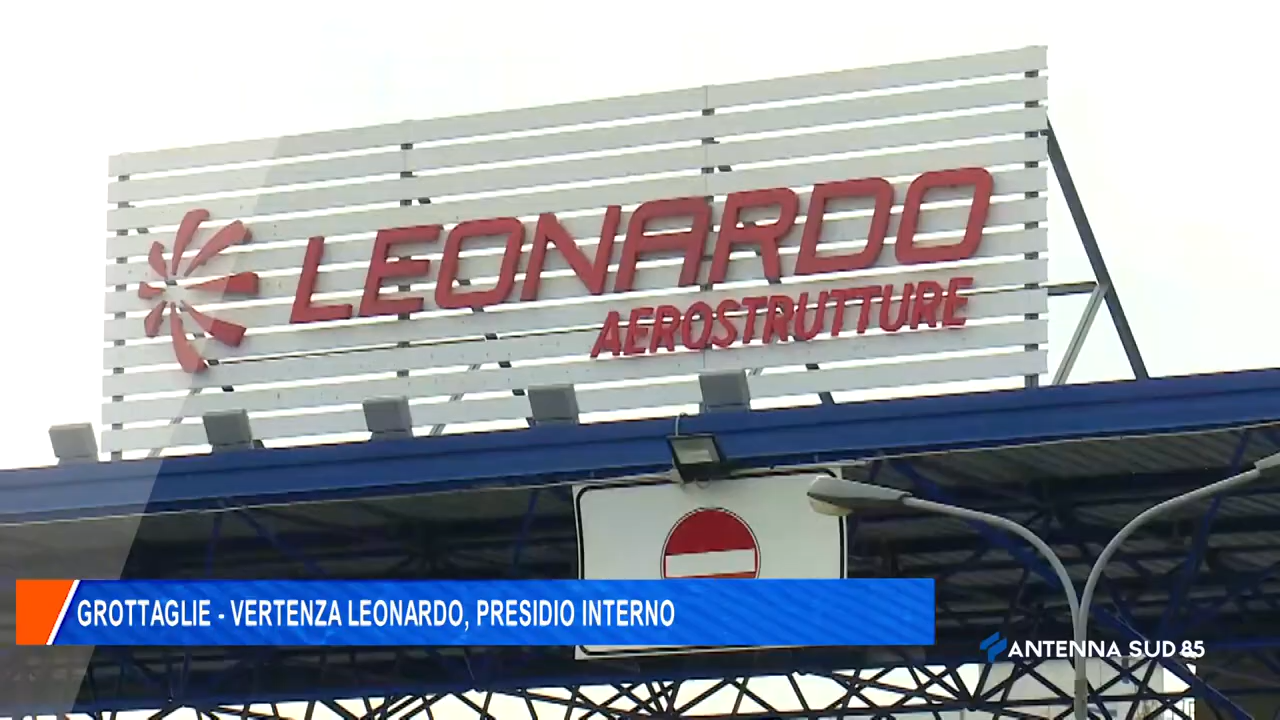 LEONARDO
AEROSTRUTTURE
GROTTAGLIE - VERTENZA LEONARDO, PRESIDIO INTERNO
ANTENNA SUD 85